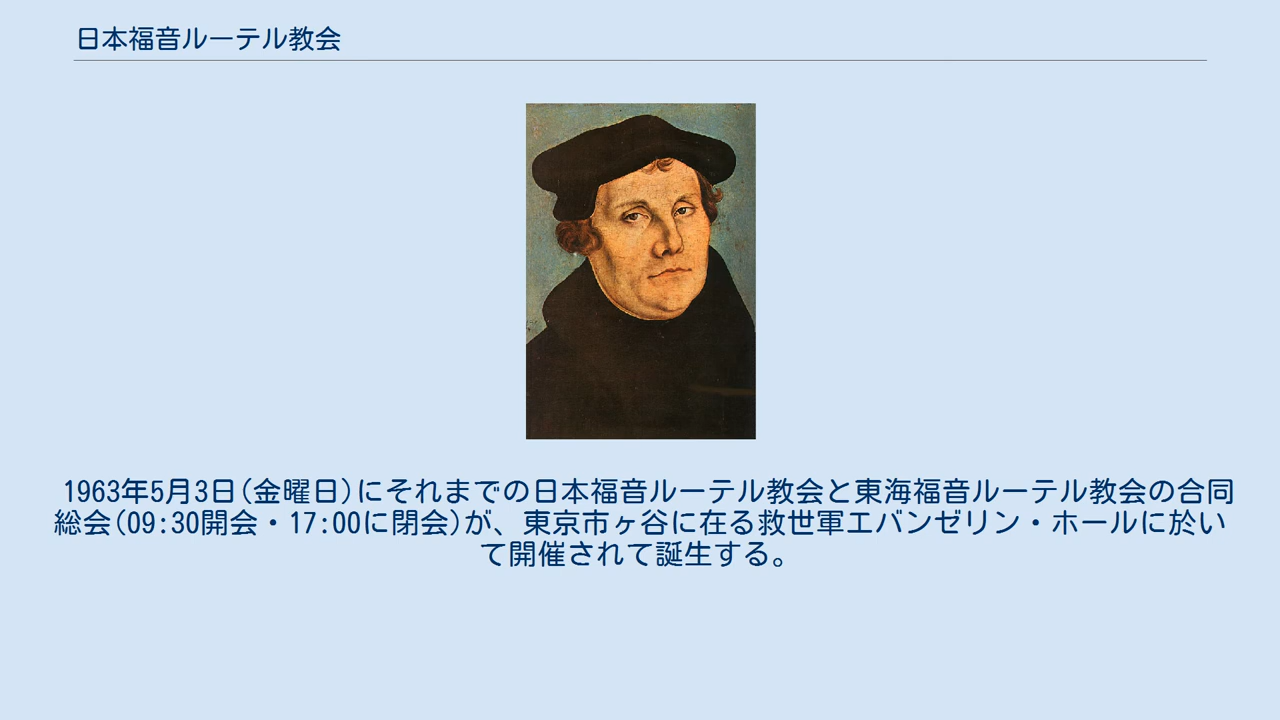 日本福音ルーテル教会
1963年5月3日(金曜日)にそれまでの日本福音ルーテル教会と東海福音ルーテル教会の合同
総会(09:30開会・17:00に閉会)が、東京市ヶ谷に在る救世軍エバンゼリン・ホールに於い
て開催されて誕生する。